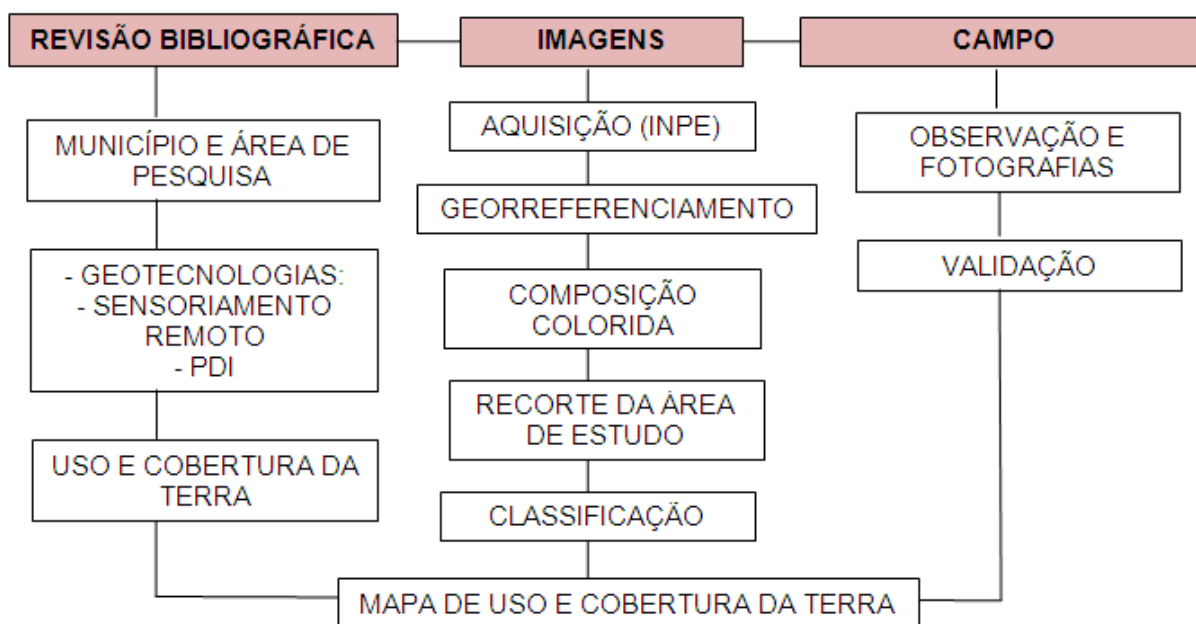 REVISÃO BIBLIOGRÁFICA
IMAGENS
CAMPO
MUNICÍPIO E ÁREA DE
PESQUISA
- GEOTECNOLOGIAS:
- SENSORIAMENTO
REMOTO
- PDI
USO E COBERTURA DA
TERRA
AQUISIÇÃO (INPE)
GEORREFERENCIAMENTO
COMPOSIÇÃO
COLORIDA
RECORTE DA ÁREA
DE ESTUDO
CLASSIFICAÇÃO
OBSERVAÇÃO E
FOTOGRAFIAS
VALIDAÇÃO
MAPA DE USO E COBERTURA DA TERRA